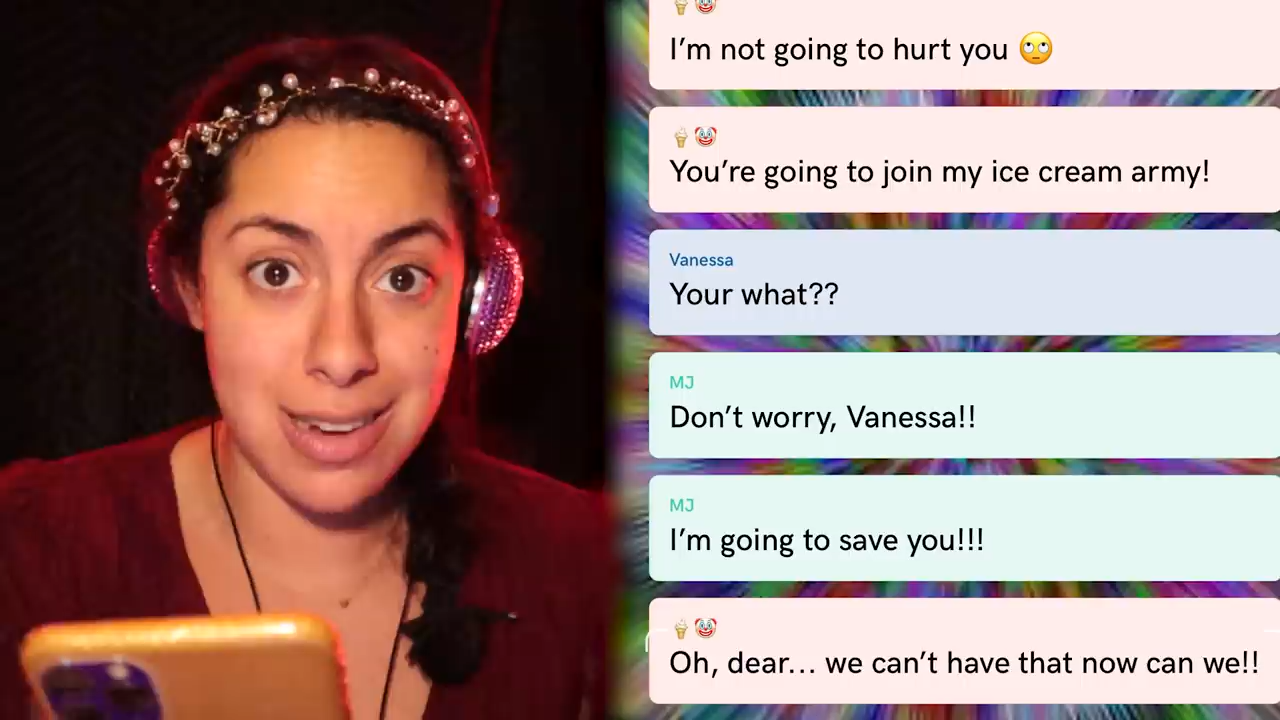 🍦🤡
I’m not going to hurt you 🙄
🍦🤡
You’re going to join my ice cream army!
Vanessa
Your what??
MJ
Don’t worry, Vanessa!!
MJ
I’m going to save you!!!
🍦🤡
Oh, dear... we can’t have that now can we!!